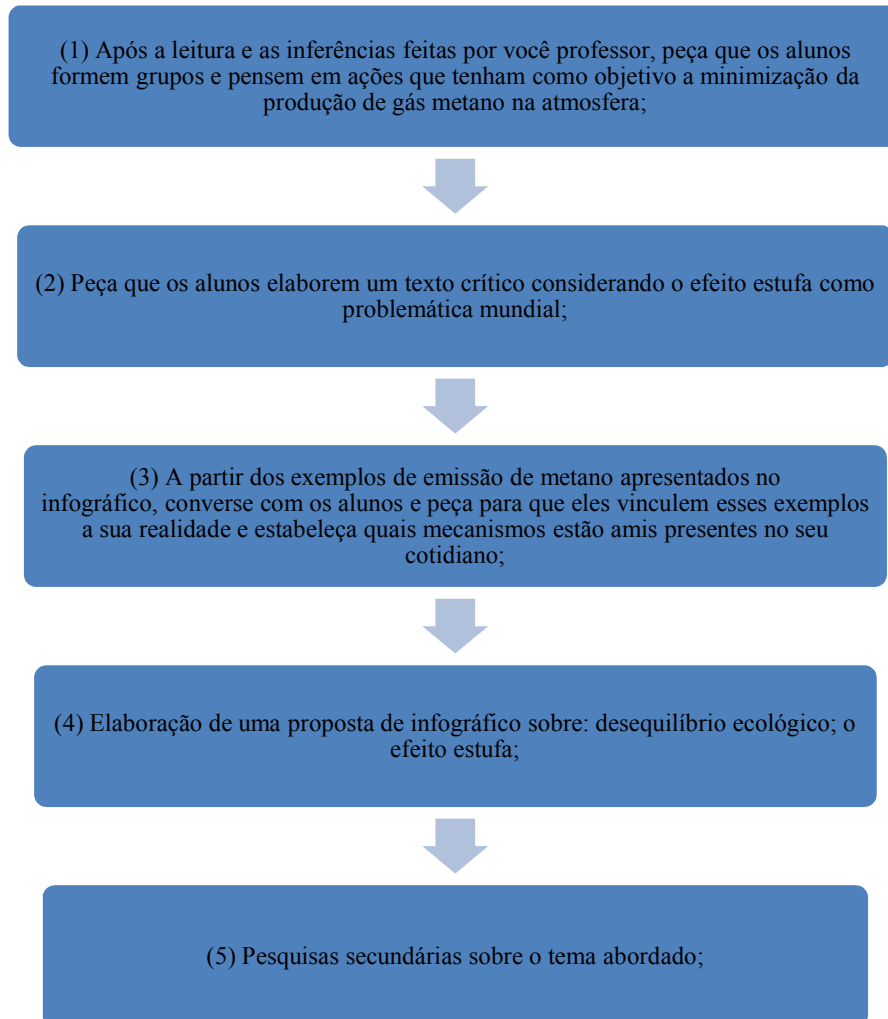 (1) Após a leitura e as inferências feitas por você professor, peça que os alunos
formem grupos e pensem em ações que tenham como objetivo a minimização da
produção de gás metano na atmosfera;
(2) Peça que os alunos elaborem um texto crítico considerando o efeito estufa como
problemática mundial;
(3) A partir dos exemplos de emissão de metano apresentados no
infográfico, converse com os alunos e peça para que eles vinculem esses exemplos
a sua realidade e estabeleça quais mecanismos estão amis presentes no seu
cotidiano;
(4) Elaboração de uma proposta de infográfico sobre: desequilíbrio ecológico; o
efeito estufa;
(5) Pesquisas secundárias sobre o tema abordado;